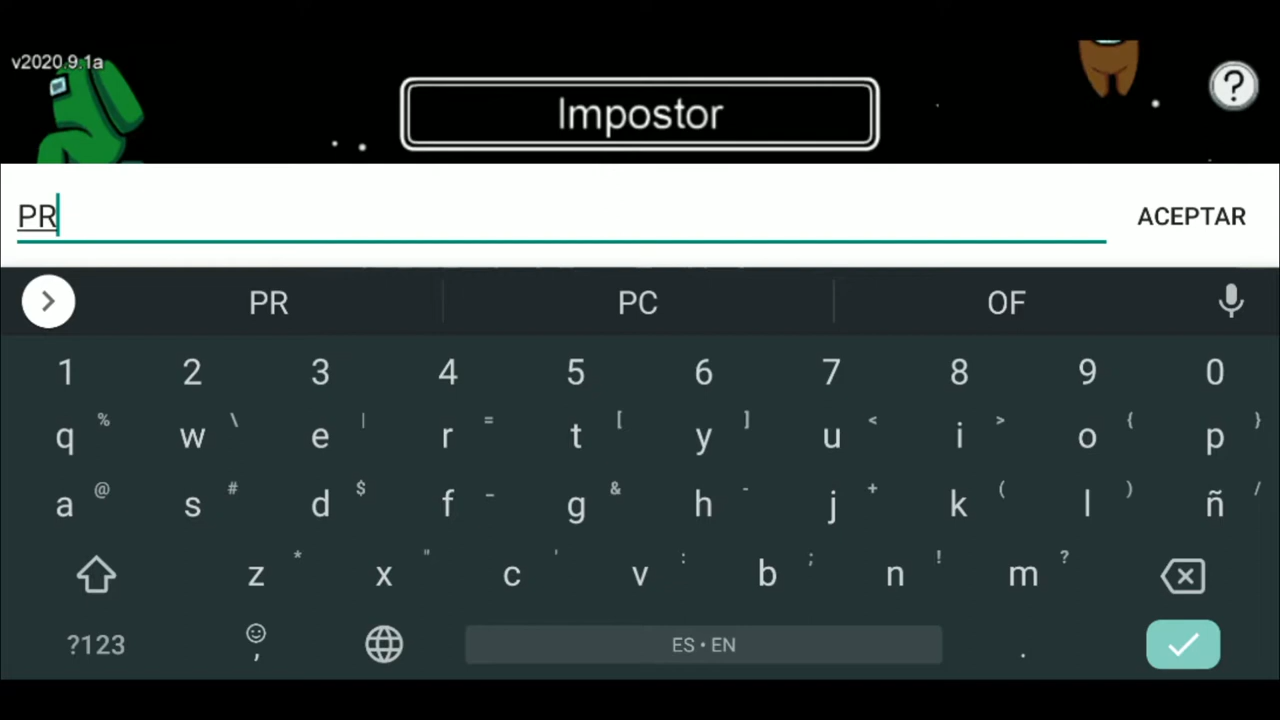 v2020.9.1a
Impostor
?
PR
ACEPTAR
PR PC OF
1 2 3 4 5 6 7 8 9 0
q % w \ e | r = t [ y ] u < i > o { p }
a @ s # d $ f _ g & h - j + k ( l ) ñ /
z * x " c ' v : b ; n ! m ?
?123 , ES • EN .